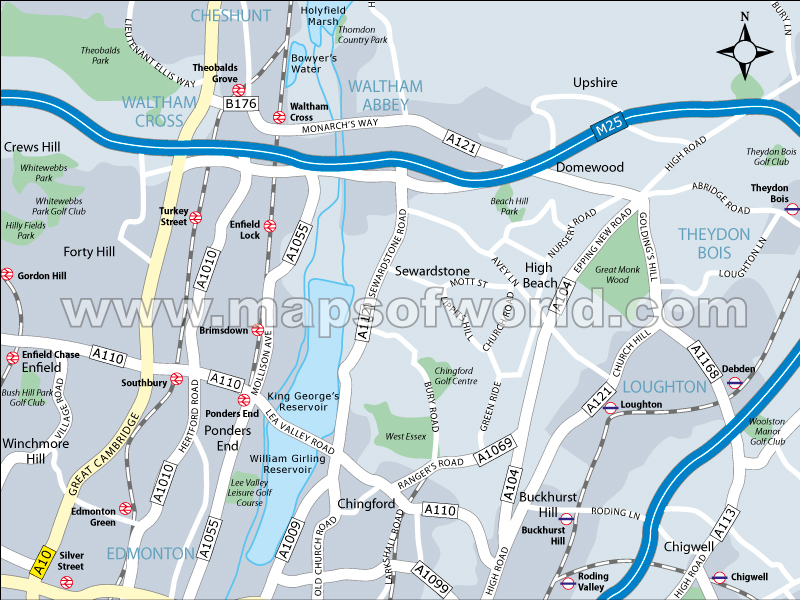 CHESHUNT
Holyfield
Marsh
Thomdon
Country Park
LIEUTENANT ELLIS WAY
BURY LN
N
Theobalds
Park
Theobalds
Grove
Bowyer's
Water
WALTHAM
ABBEY
Upshire
WALTHAM
CROSS
B176
Waltham
Cross
MONARCH'S WAY
A121
M25
HIGH ROAD
Crews Hill
Domewood
Theydon Bois
Golf Club
Whitewebbs
Park
Whitewebbs
Park Golf Club
Hilly Fields
Park
Turkey
Street
Enfield
Lock
A1055
A1010
SEWARDSTONE ROAD
Beach Hill
Park
NURSERY ROAD
EPPING NEW ROAD
GOLDING'S HILL
ABRIDGE ROAD
Theydon
Bois
THEYDON
BOIS
LOUGHTON LN
Forty Hill
Gordon Hill
Sewardstone
AVEY LN
MOTT ST
High
Beach
A104
Great Monk
Wood
www.mapsofworld.com
Brimsdown
A11
CHURCH ROAD
CHURCH HILL
A1168
A110
Enfield Chase
Enfield
Southbury
A110
MOLLISON AVE
Chingford
Golf Centre
Debden
LOUGHTON
Bush Hill Park
Golf Club
VILLAGE ROAD
GREAT CAMBRIDGE
HERTFORD ROAD
Ponders End
Ponders
End
King George's
Reservoir
LEA VALLEY ROAD
BURY ROAD
GREEN RIDE
A121
Loughton
Woolston
Manor
Golf Club
Winchmore
Hill
West Essex
A1069
RANGER'S ROAD
William Girling
Reservoir
A1010
Lee Valley
Leisure Golf
Course
Chingford
A110
A104
Buckhurst
Hill
RODING LN
Buckhurst
Hill
A113
Edmonton
Green
EDMONTON
A1055
A1009
OLD CHURCH ROAD
LARKSHALL ROAD
HIGH ROAD
Chigwell
A10
Silver
Street
A1099
Roding
Valley
HIGH ROAD
Chigwell